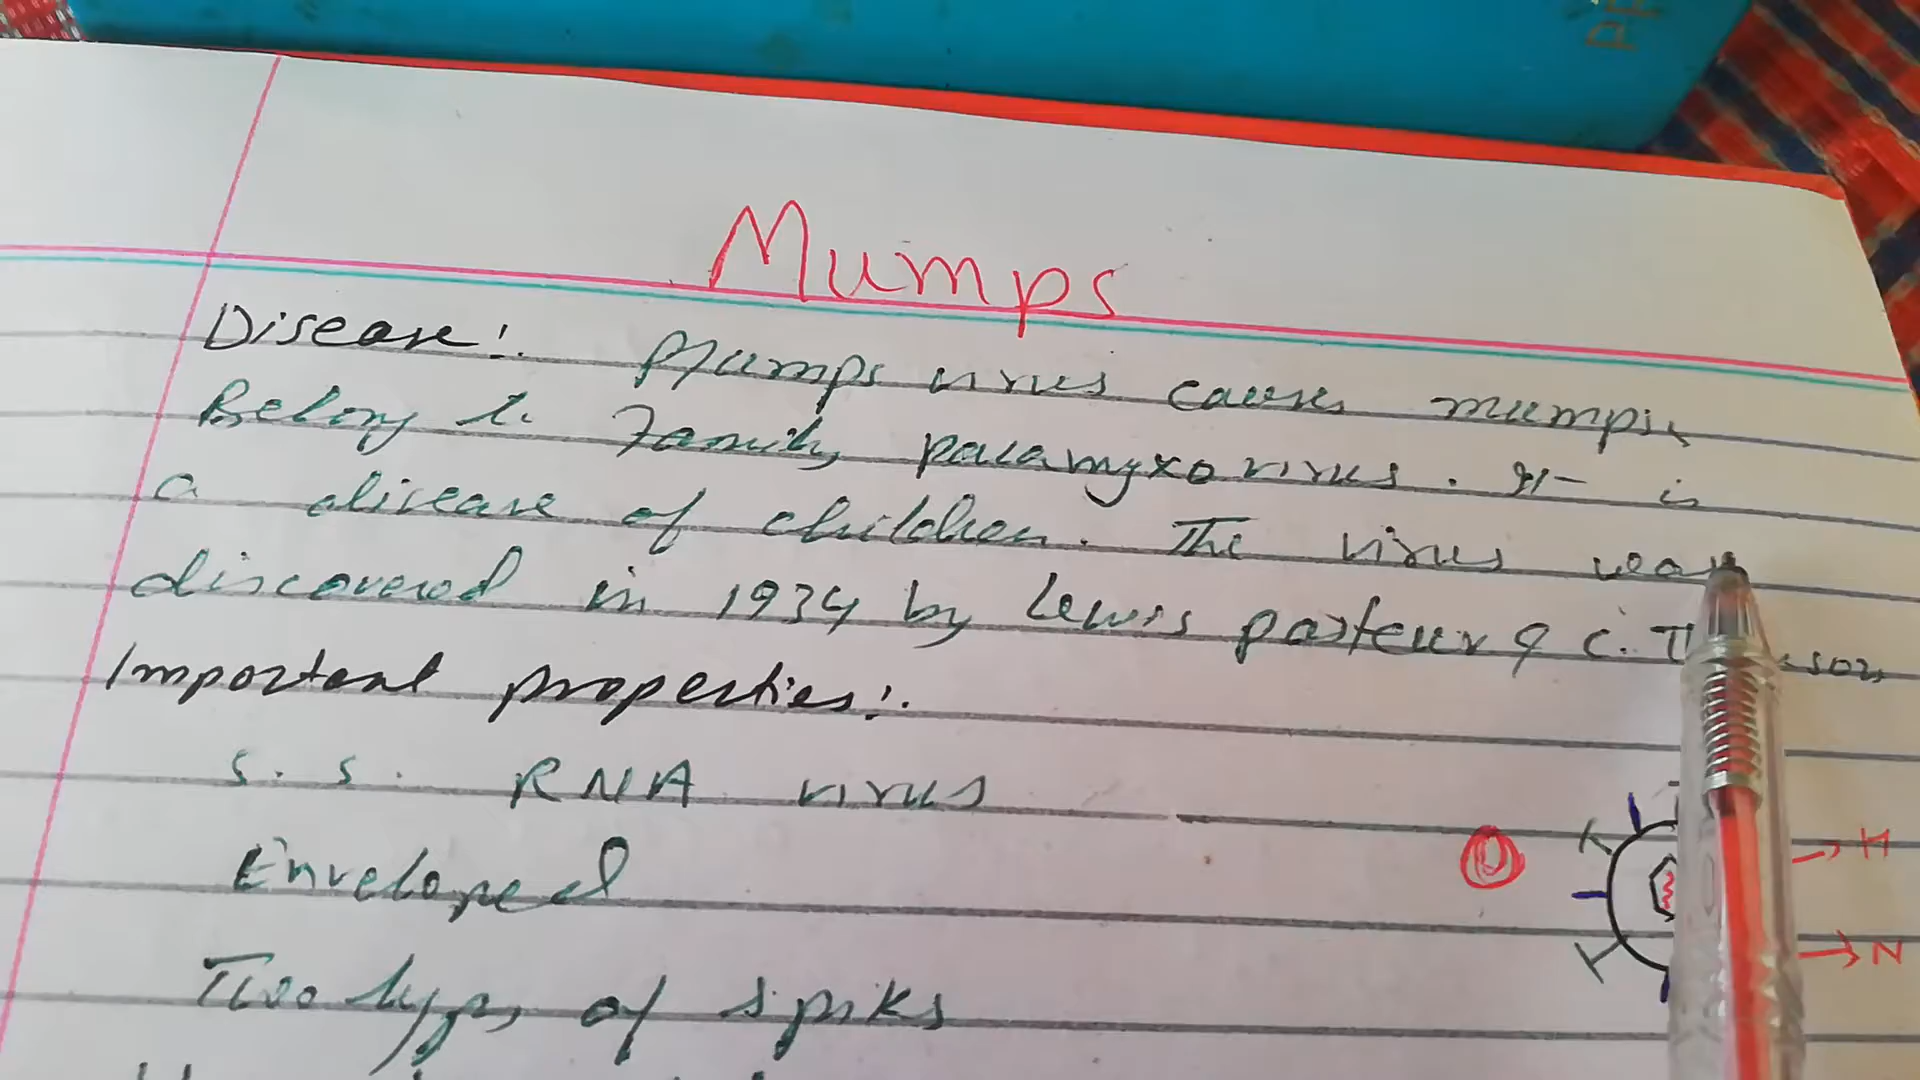 Mumps
Disease:. Mumps virus causes mumps.
Belong to Family paramyxovirus. It is
a disease of children. The virus was
discovered in 1934 by Lewis pasteur & C.
Important properties:.
S. S. RNA virus
Enveloped
H
N
Two types of spiks